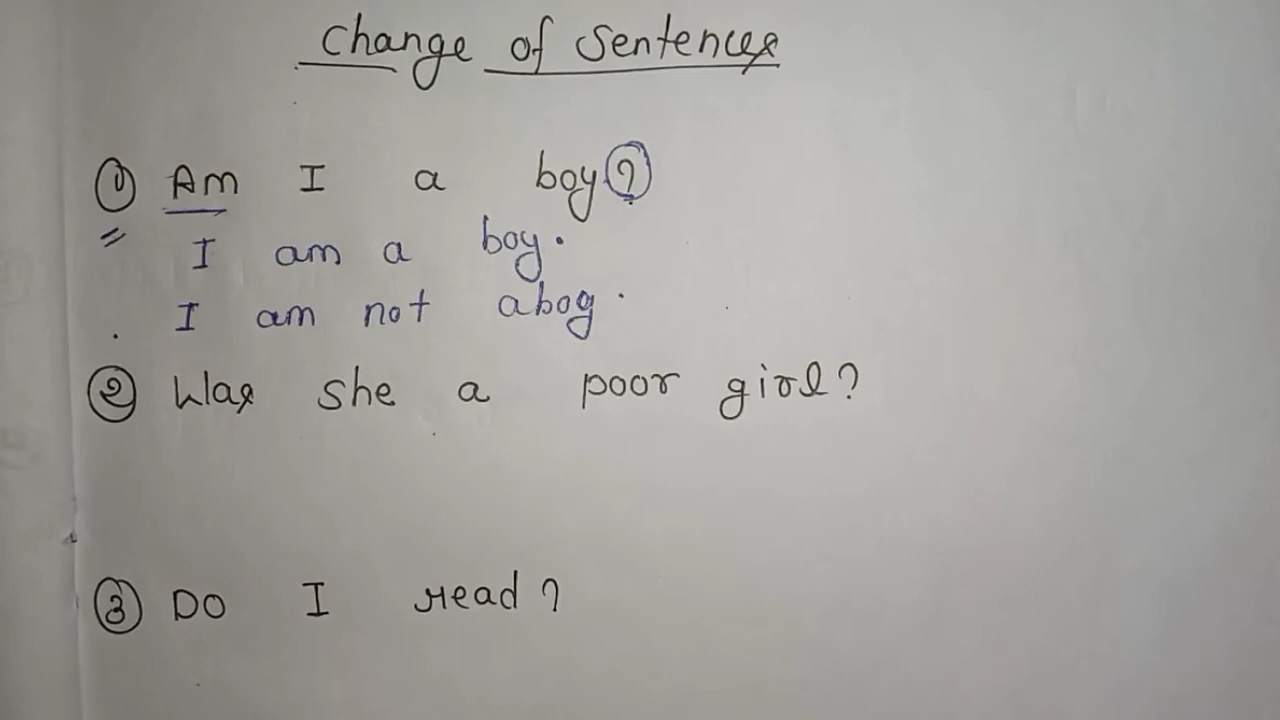 Change of Sentences
① Am I a boy?
= I am a boy.
I am not a boy.
② Was she a poor girl?
③ Do I read?